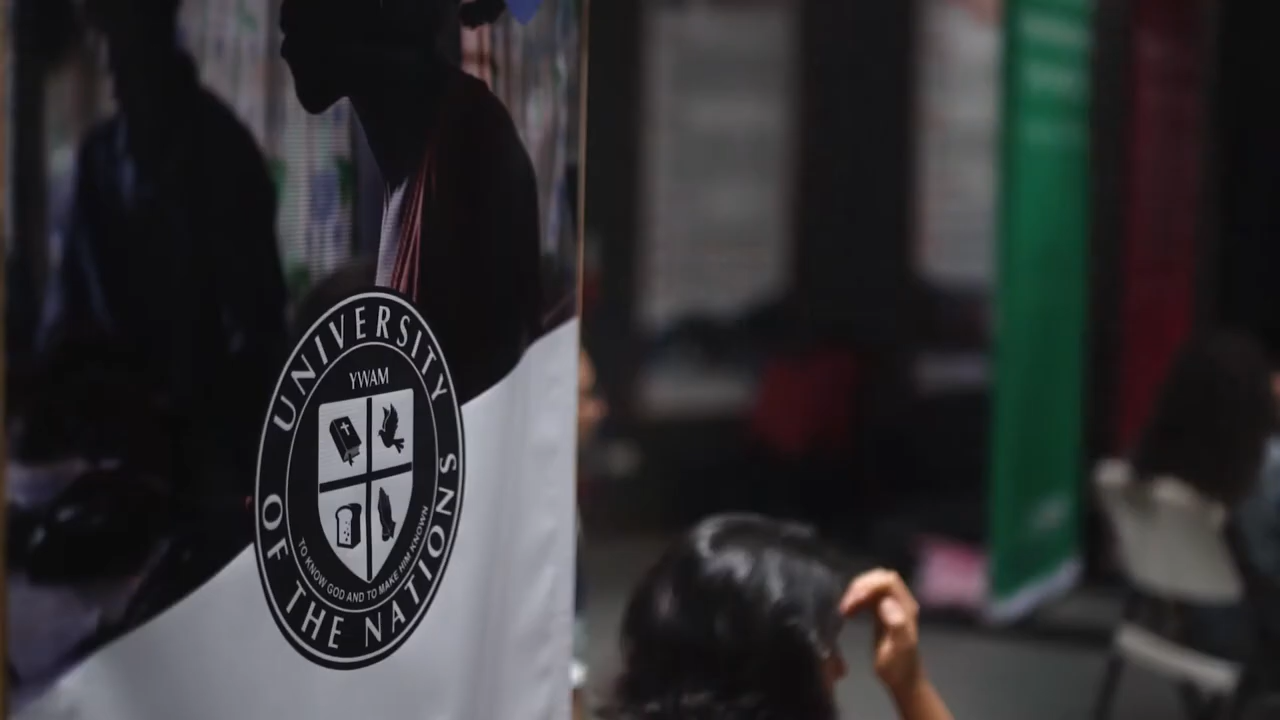 UNIVERSITY OF THE NATIONS
YWAM
TO KNOW GOD AND TO MAKE HIM KNOWN